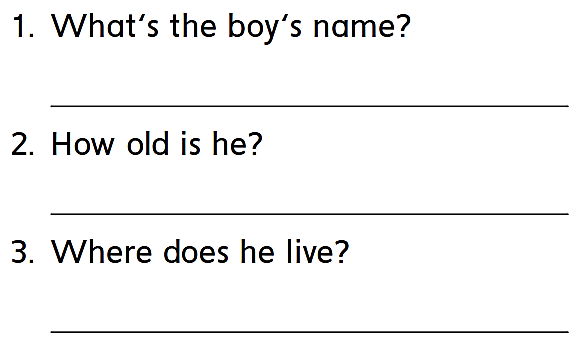 1. What's the boy's name?
2. How old is he?
3. Where does he live?